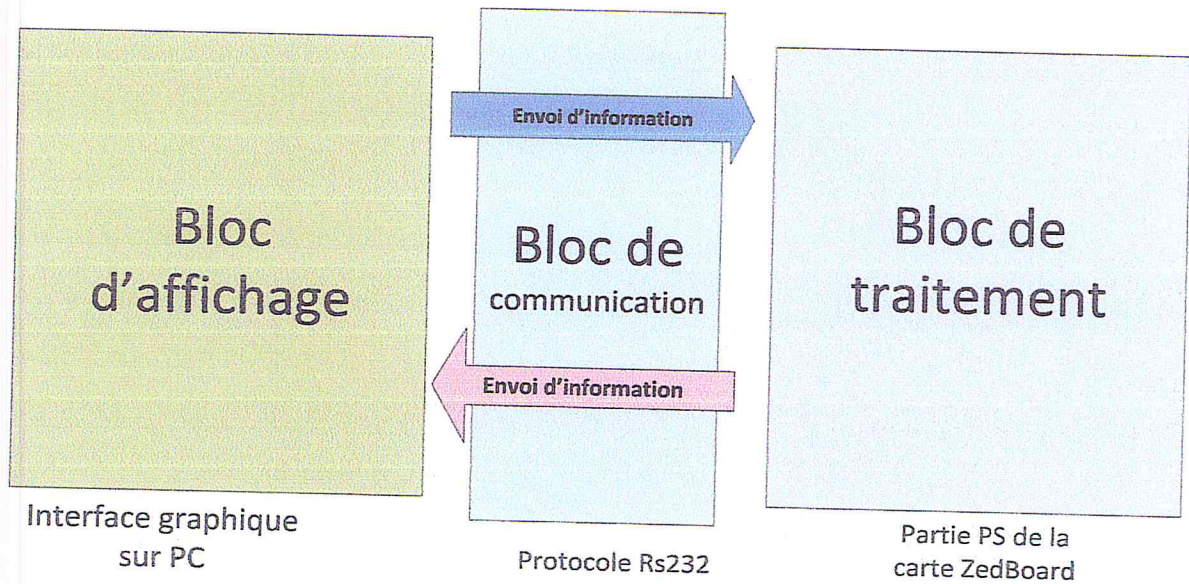 Bloc
d'affichage
Interface graphique
sur PC
Envoi d'information
Bloc de
communication
Envoi d'information
Protocole Rs232
Bloc de
traitement
Partie PS de la
carte ZedBoard